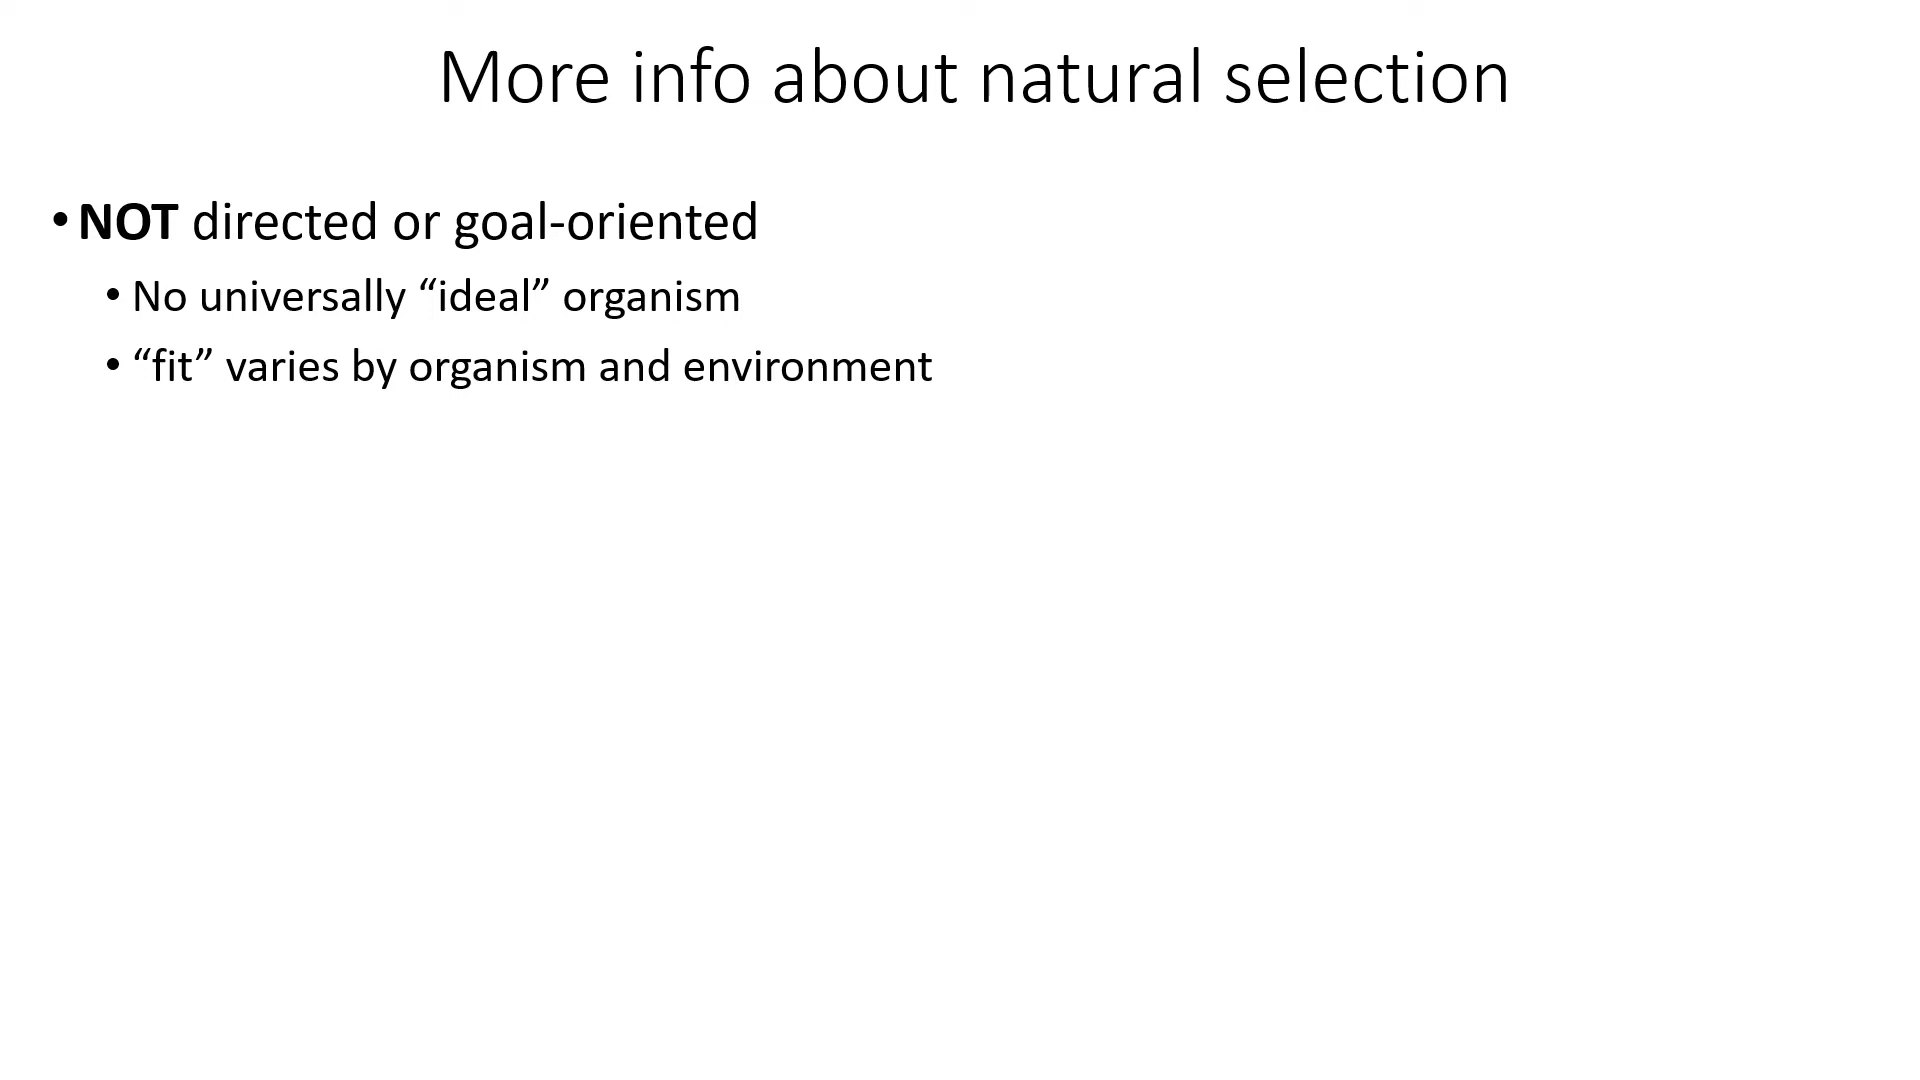 More info about natural selection
• NOT directed or goal-oriented
• No universally “ideal” organism
• “fit” varies by organism and environment